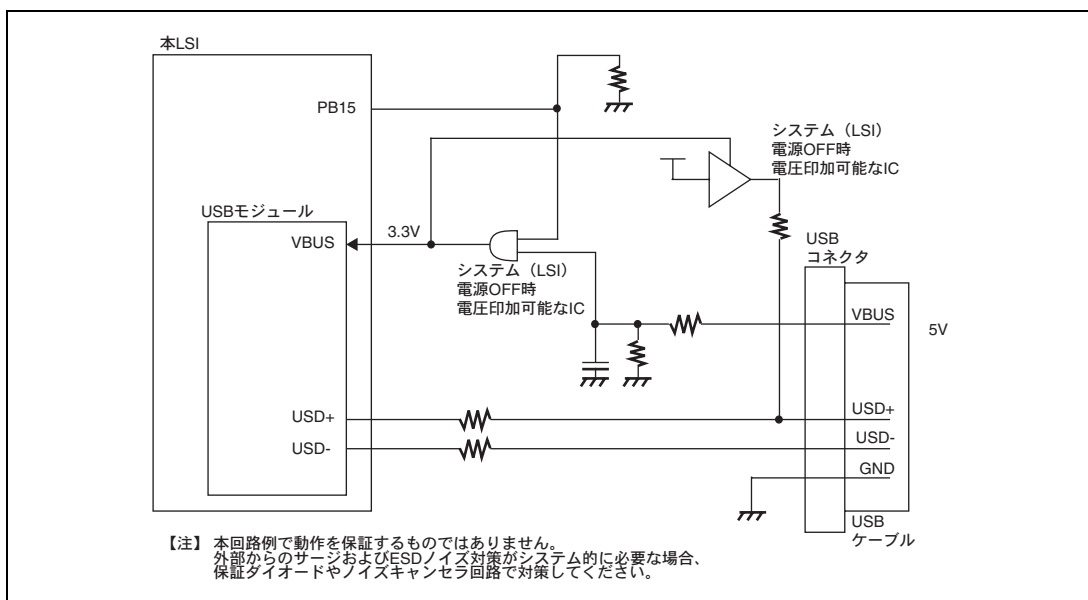 本LSI
PB15
システム（LSI）
電源OFF時
電圧印加可能なIC
USBモジュール
VBUS
3.3V
システム（LSI）
電源OFF時
電圧印加可能なIC
USB
コネクタ
VBUS
5V
USD+
USD-
USD+
USD-
GND
USB
ケーブル
【注】 本回路例で動作を保証するものではありません。
外部からのサージおよびESDノイズ対策がシステム的に必要な場合、
保証ダイオードやノイズキャンセラ回路で対策してください。